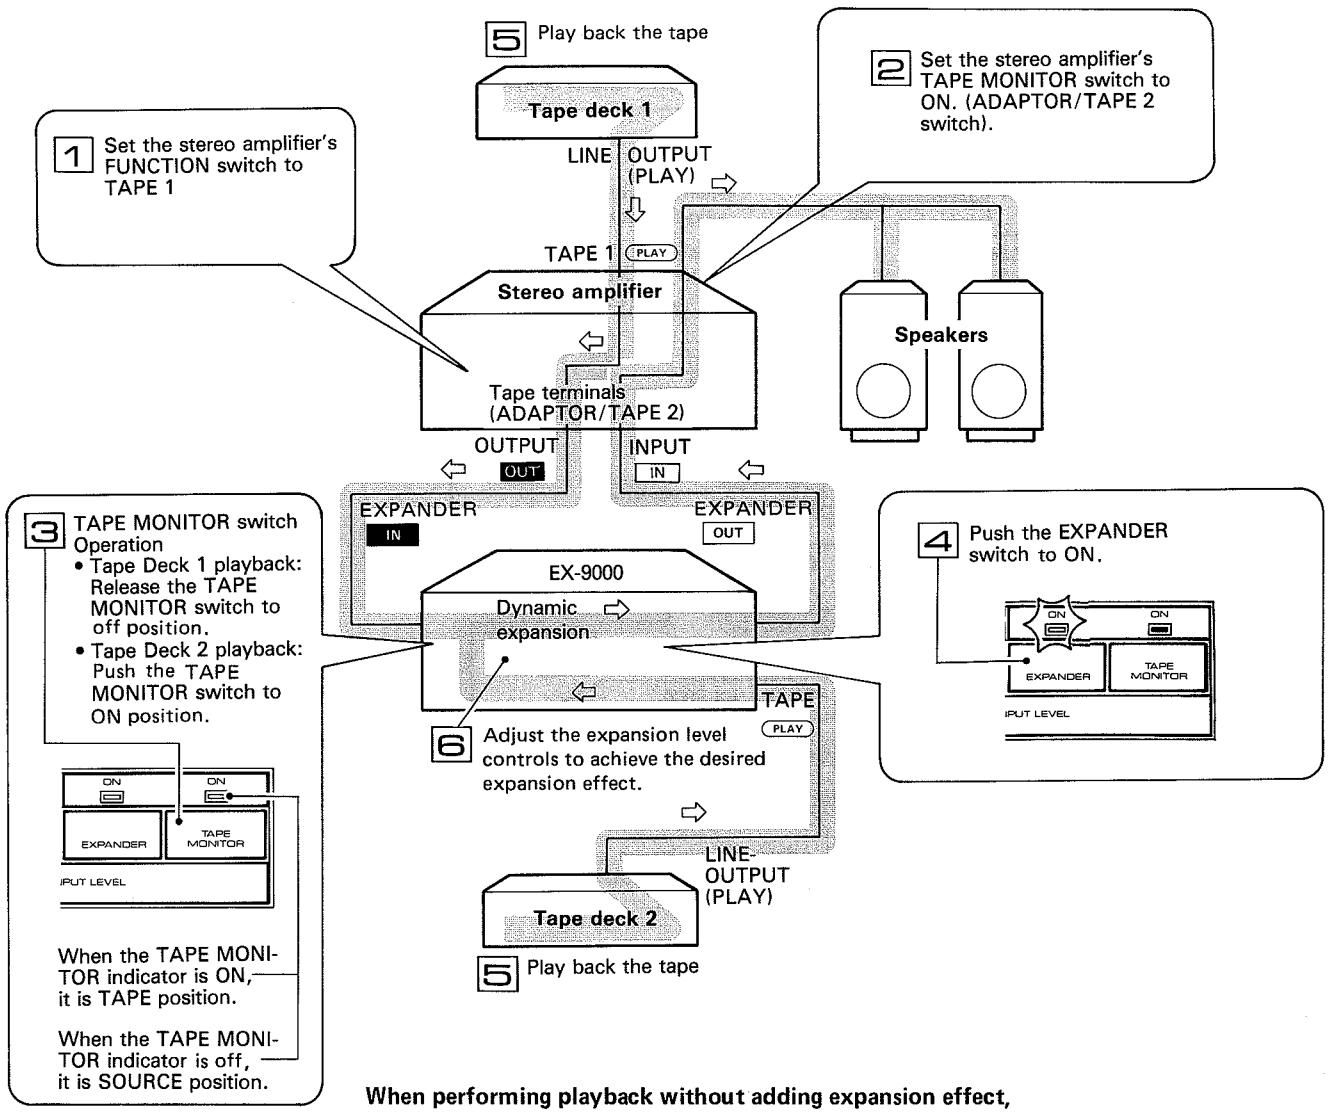 5 Play back the tape
Tape deck 1
LINE OUTPUT
(PLAY)
2 Set the stereo amplifier's
TAPE MONITOR switch to
ON. (ADAPTOR/TAPE 2
switch).
1 Set the stereo amplifier's
FUNCTION switch to
TAPE 1
TAPE 1 PLAY
Stereo amplifier
Speakers
Tape terminals
(ADAPTOR/TAPE 2)
OUTPUT
OUT
INPUT
IN
EXPANDER
IN
EXPANDER
OUT
3 TAPE MONITOR switch
Operation
• Tape Deck 1 playback:
Release the TAPE
MONITOR switch to
off position.
• Tape Deck 2 playback:
Push the TAPE
MONITOR switch to
ON position.
ON
ON
EXPANDER
TAPE
MONITOR
IPUT LEVEL
When the TAPE MONI-
TOR indicator is ON,
it is TAPE position.
When the TAPE MONI-
TOR indicator is off,
it is SOURCE position.
EX-9000
Dynamic
expansion
4 Push the EXPANDER
switch to ON.
ON
ON
EXPANDER
TAPE
MONITOR
IPUT LEVEL
TAPE
PLAY
6 Adjust the expansion level
controls to achieve the desired
expansion effect.
LINE-
OUTPUT
(PLAY)
Tape deck 2
5 Play back the tape
When performing playback without adding expansion effect,